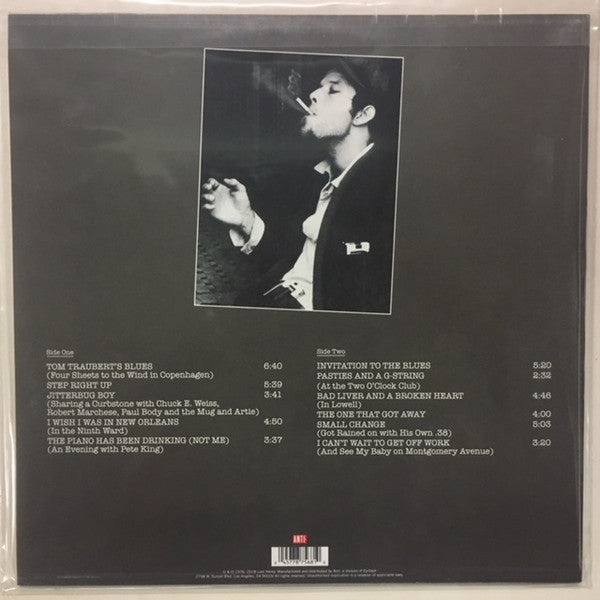 Side One
TOM TRAUBERT'S BLUES 6:40
(Four Sheets to the Wind in Copenhagen)
STEP RIGHT UP 5:39
JITTERBUG BOY 3:41
(Sharing a Curbstone with Chuck E. Weiss,
Robert Marchese, Paul Body and the Mug and Artie)
I WISH I WAS IN NEW ORLEANS 4:50
(In the Ninth Ward)
THE PIANO HAS BEEN DRINKING (NOT ME) 3:37
(An Evening with Pete King)
Side Two
INVITATION TO THE BLUES 5:20
PASTIES AND A G-STRING 2:32
(At the Two O'Clock Club)
BAD LIVER AND A BROKEN HEART 4:46
(In Lowell)
THE ONE THAT GOT AWAY 4:00
SMALL CHANGE 5:03
(Got Rained on with His Own .38)
I CAN'T WAIT TO GET OFF WORK 3:20
(And See My Baby on Montgomery Avenue)
ANTI-